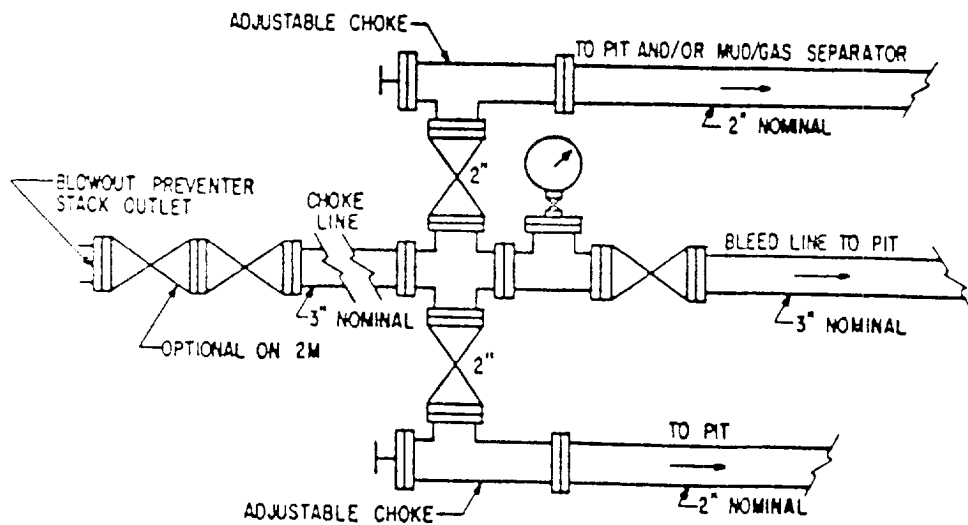 ADJUSTABLE CHOKE
TO PIT AND/OR MUD/GAS SEPARATOR
2" NOMINAL
2"
BLOWOUT PREVENTER
STACK OUTLET
CHOKE
LINE
BLEED LINE TO PIT
3" NOMINAL
3" NOMINAL
OPTIONAL ON 2M
2"
TO PIT
ADJUSTABLE CHOKE
2" NOMINAL